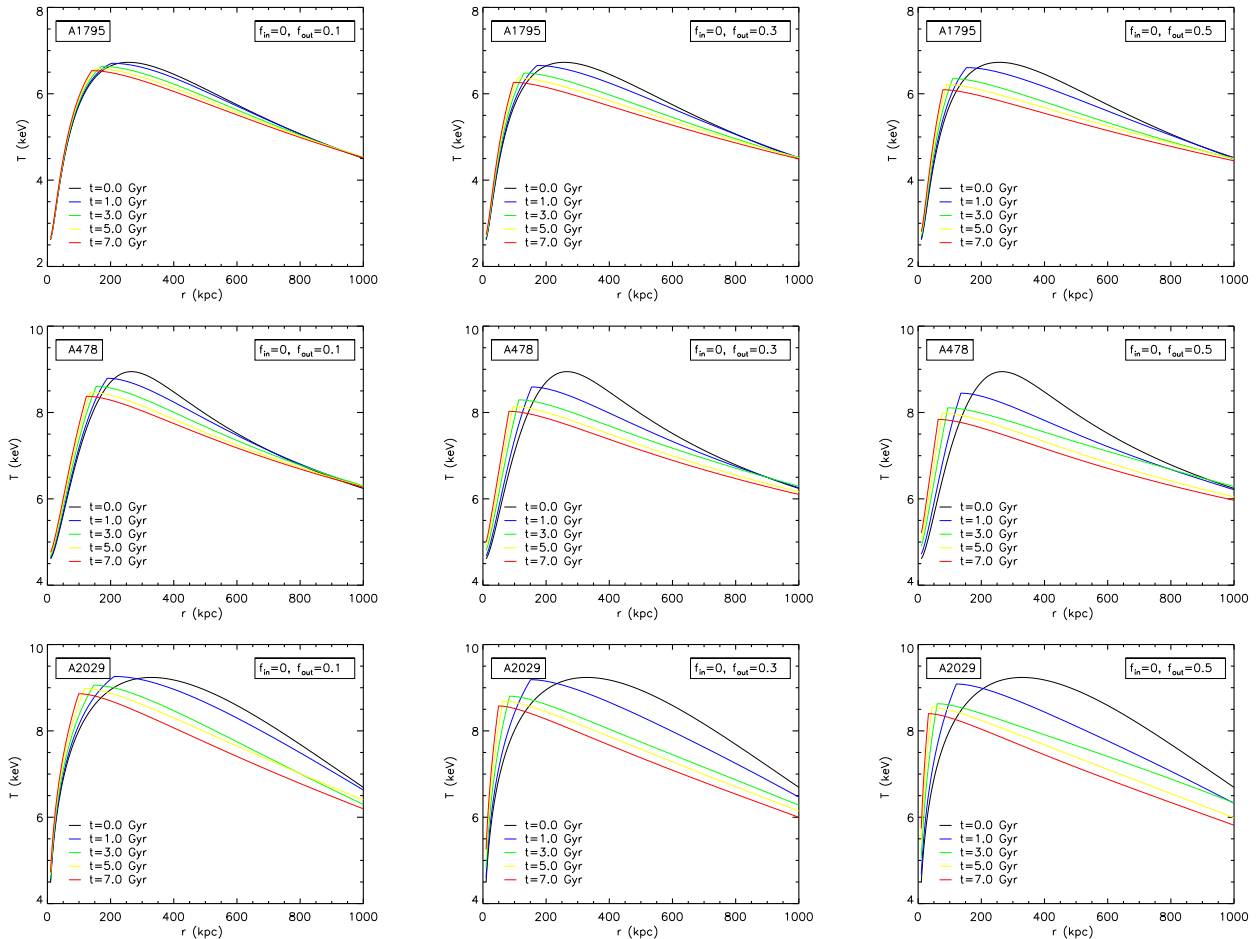 A1795
f_in=0, f_out=0.1
8
6
4
2
T (keV)
t=0.0 Gyr
t=1.0 Gyr
t=3.0 Gyr
t=5.0 Gyr
t=7.0 Gyr
0 200 400 600 800 1000
r (kpc)
A1795
f_in=0, f_out=0.3
8
6
4
2
T (keV)
t=0.0 Gyr
t=1.0 Gyr
t=3.0 Gyr
t=5.0 Gyr
t=7.0 Gyr
0 200 400 600 800 1000
r (kpc)
A1795
f_in=0, f_out=0.5
8
6
4
2
T (keV)
t=0.0 Gyr
t=1.0 Gyr
t=3.0 Gyr
t=5.0 Gyr
t=7.0 Gyr
0 200 400 600 800 1000
r (kpc)
A478
f_in=0, f_out=0.1
10
8
6
4
T (keV)
t=0.0 Gyr
t=1.0 Gyr
t=3.0 Gyr
t=5.0 Gyr
t=7.0 Gyr
0 200 400 600 800 1000
r (kpc)
A478
f_in=0, f_out=0.3
10
8
6
4
T (keV)
t=0.0 Gyr
t=1.0 Gyr
t=3.0 Gyr
t=5.0 Gyr
t=7.0 Gyr
0 200 400 600 800 1000
r (kpc)
A478
f_in=0, f_out=0.5
10
8
6
4
T (keV)
t=0.0 Gyr
t=1.0 Gyr
t=3.0 Gyr
t=5.0 Gyr
t=7.0 Gyr
0 200 400 600 800 1000
r (kpc)
A2029
f_in=0, f_out=0.1
10
8
6
4
T (keV)
t=0.0 Gyr
t=1.0 Gyr
t=3.0 Gyr
t=5.0 Gyr
t=7.0 Gyr
0 200 400 600 800 1000
r (kpc)
A2029
f_in=0, f_out=0.3
10
8
6
4
T (keV)
t=0.0 Gyr
t=1.0 Gyr
t=3.0 Gyr
t=5.0 Gyr
t=7.0 Gyr
0 200 400 600 800 1000
r (kpc)
A2029
f_in=0, f_out=0.5
10
8
6
4
T (keV)
t=0.0 Gyr
t=1.0 Gyr
t=3.0 Gyr
t=5.0 Gyr
t=7.0 Gyr
0 200 400 600 800 1000
r (kpc)